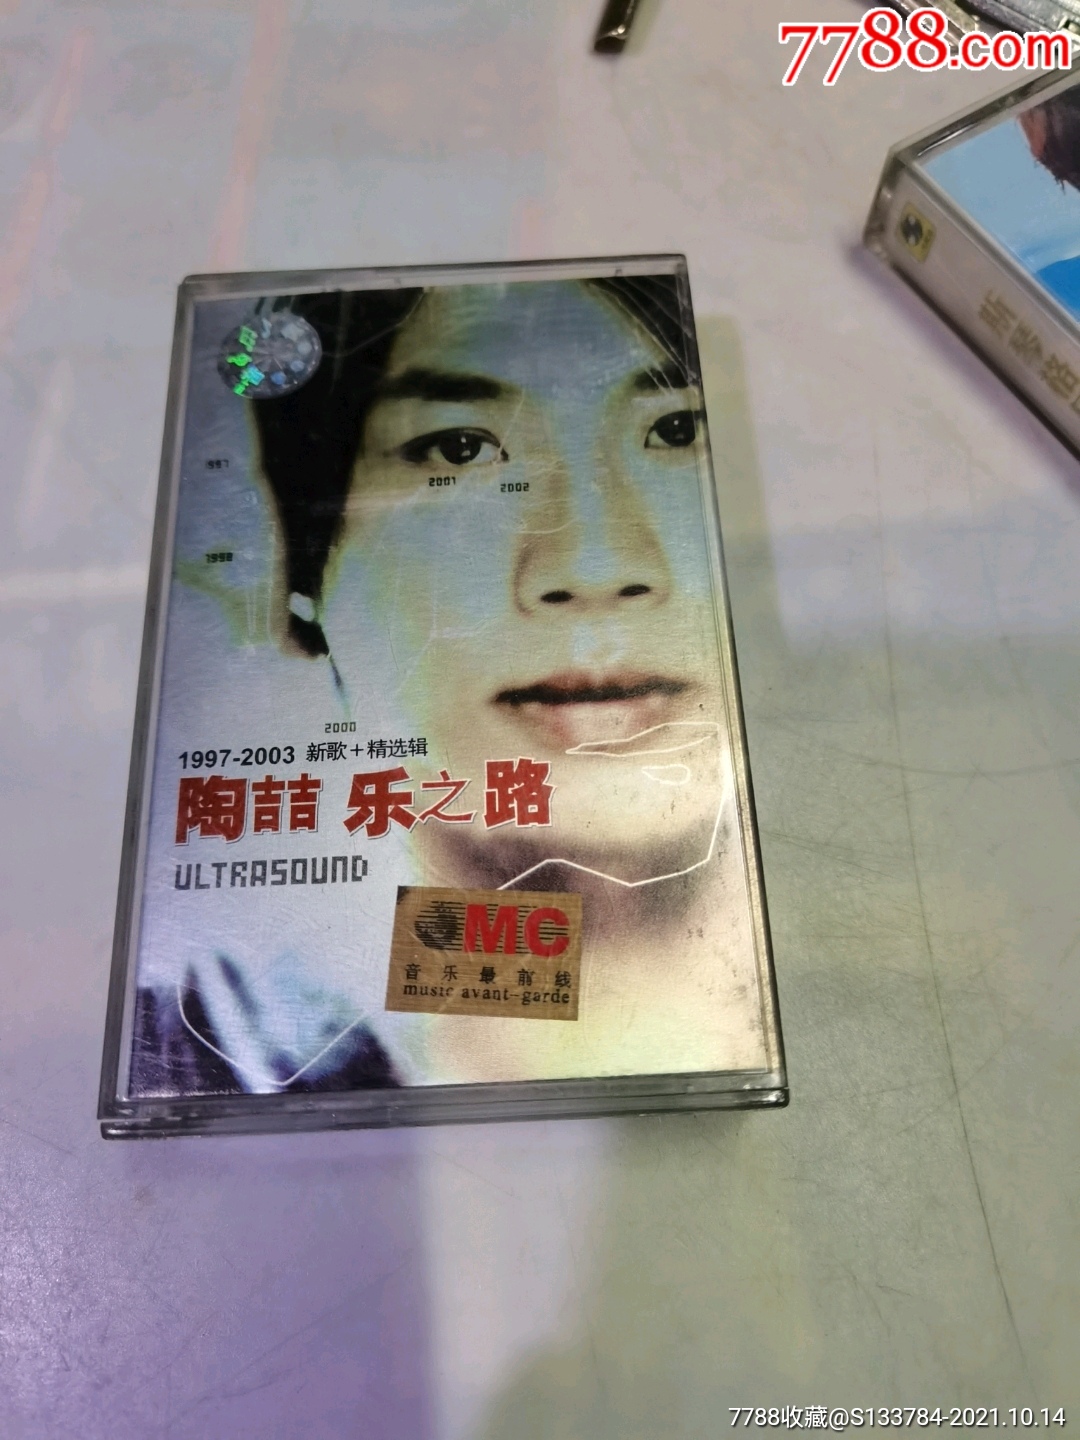 7788.com
1997
1998
2001
2002
2000
1997-2003 新歌+精选辑
陶喆 乐之路
ULTRASOUND
MC
音乐最前线
music avant-garde
7788收藏@S133784-2021.10.14